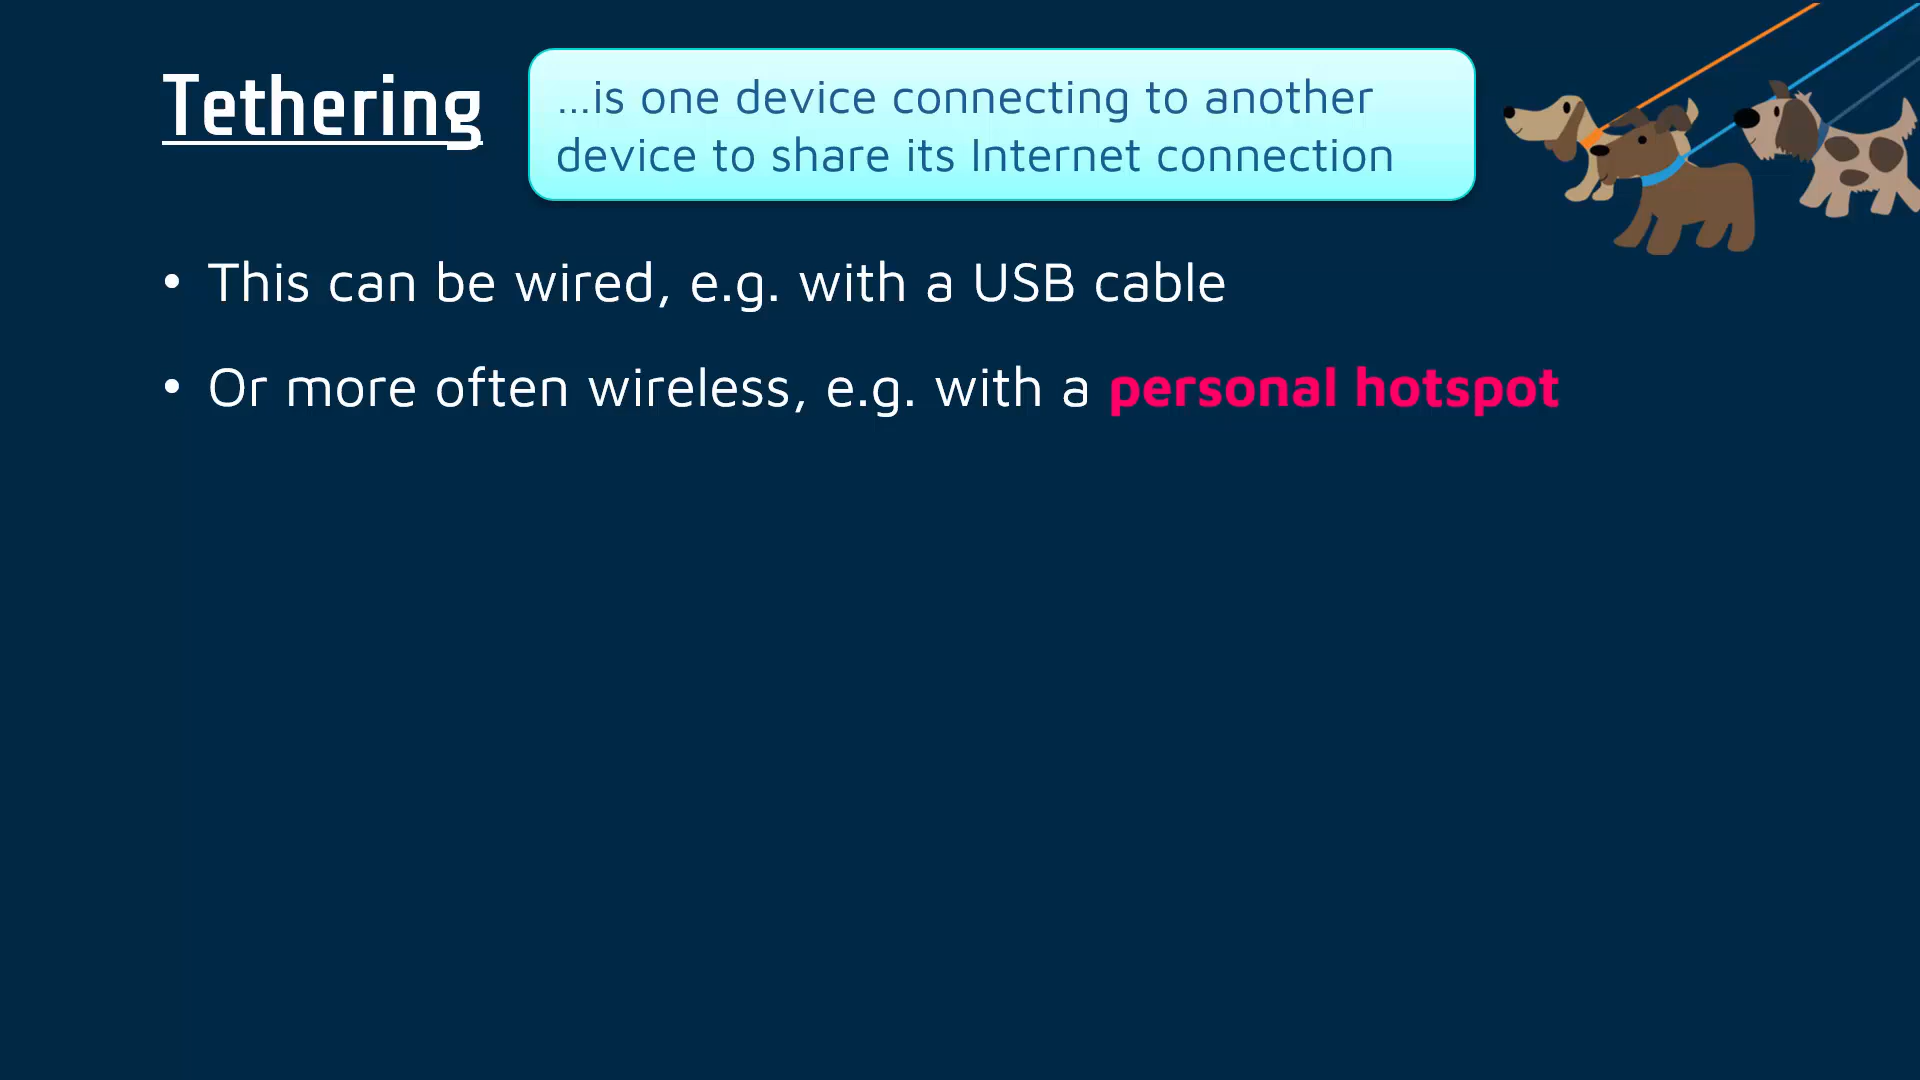 Tethering
...is one device connecting to another
device to share its Internet connection
• This can be wired, e.g. with a USB cable
• Or more often wireless, e.g. with a personal hotspot